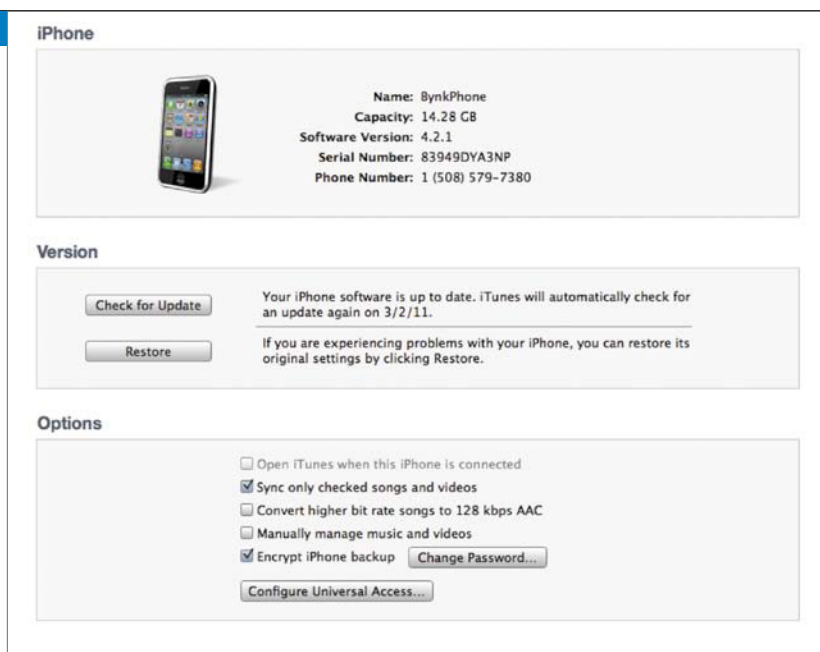 iPhone
Name: BynkPhone
Capacity: 14.28 GB
Software Version: 4.2.1
Serial Number: 83949DYA3NP
Phone Number: 1 (508) 579-7380
Version
Check for Update
Your iPhone software is up to date. iTunes will automatically check for
an update again on 3/2/11.
Restore
If you are experiencing problems with your iPhone, you can restore its
original settings by clicking Restore.
Options
Open iTunes when this iPhone is connected
Sync only checked songs and videos
Convert higher bit rate songs to 128 kbps AAC
Manually manage music and videos
Encrypt iPhone backup Change Password...
Configure Universal Access...